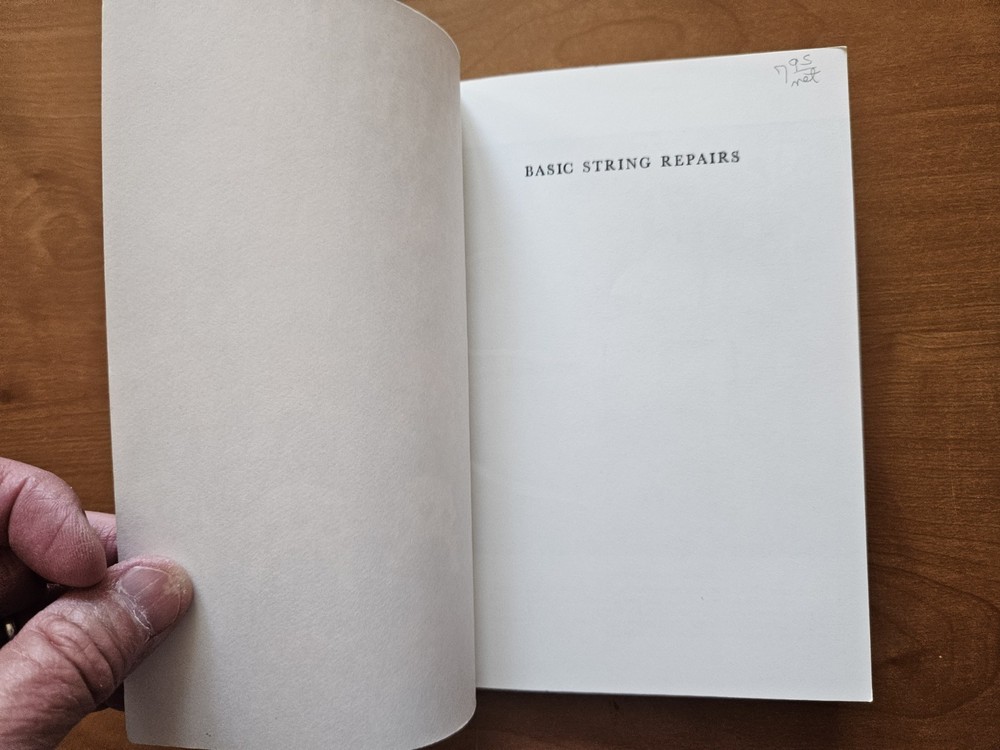 7 95
net
BASIC STRING REPAIRS